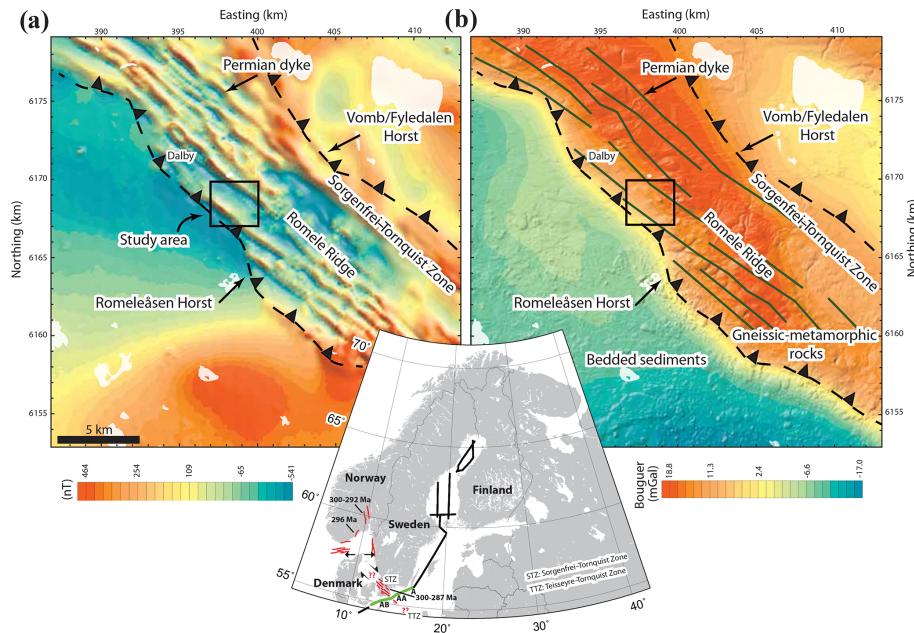 (a)
Easting (km)
390
395
400
405
410
Northing (km)
6175
6170
6165
6160
6155
Permian dyke
Vomb/Fyledalen
Horst
Dalby
Sorgenfrei–Tornquist Zone
Study area
Romele Ridge
Romeleåsen Horst
5 km
(nT)
464
254
109
-65
-541
(b)
Easting (km)
390
395
400
405
410
Permian dyke
Vomb/Fyledalen
Horst
Dalby
Sorgenfrei–Tornquist Zone
Romele Ridge
Romeleåsen Horst
Gneissic-metamorphic
rocks
Bedded sediments
6175
6170
6165
6160
6155
Northing (km)
Bouguer
(mGal)
18.8
11.3
2.4
-6.6
-17.0
70°
65°
60°
55°
10°
20°
30°
40°
Norway
300-292 Ma
296 Ma
Sweden
Finland
Denmark
??
STZ
A
300-287 Ma
AA
AB
??
TTZ
STZ: Sorgenfrei–Tornquist Zone
TTZ: Teisseyre–Tornquist Zone